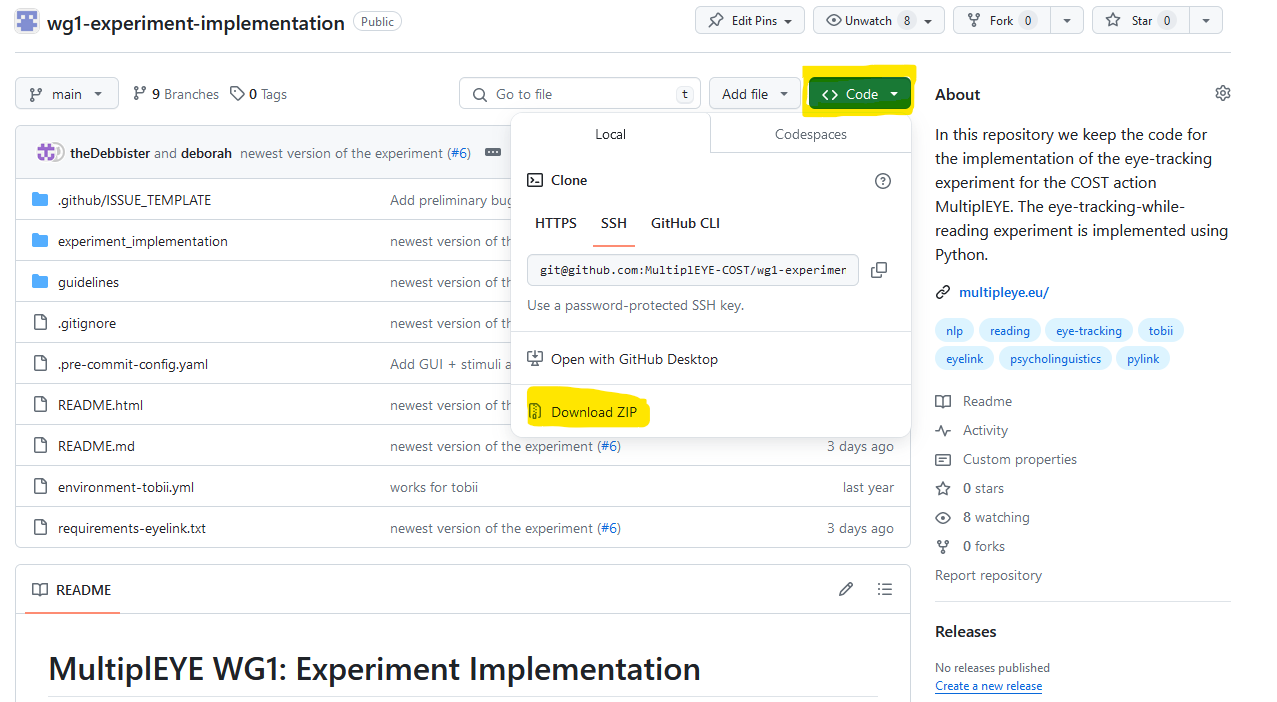 wg1-experiment-implementation Public
Edit Pins Unwatch 8 Fork 0 Star 0
main 9 Branches 0 Tags Go to file t Add file <> Code
theDebbister and deborah newest version of the experiment (#6)
.github/ISSUE_TEMPLATE Add preliminary bug
experiment_implementation newest version of th
guidelines newest version of th
.gitignore newest version of th
.pre-commit-config.yaml Add GUI + stimuli a
README.html newest version of th
README.md newest version of the experiment (#6) 3 days ago
environment-tobii.yml works for tobii last year
requirements-eyelink.txt newest version of the experiment (#6) 3 days ago
Local Codespaces
Clone
HTTPS SSH GitHub CLI
git@github.com:MultiplEYE-COST/wg1-experimer
Use a password-protected SSH key.
Open with GitHub Desktop
Download ZIP
README
MultiplEYE WG1: Experiment Implementation
About
In this repository we keep the code for
the implementation of the eye-tracking
experiment for the COST action
MultiplEYE. The eye-tracking-while-
reading experiment is implemented using
Python.
multipleye.eu/
nlp reading eye-tracking tobii
eyelink psycholinguistics pylink
Readme
Activity
Custom properties
0 stars
8 watching
0 forks
Report repository
Releases
No releases published
Create a new release